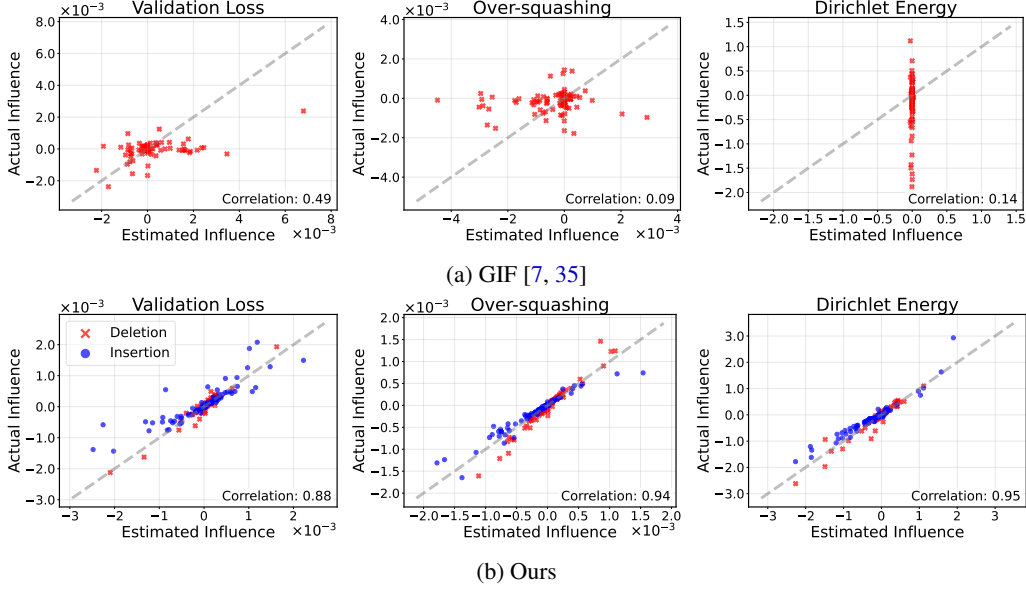 Validation Loss
×10⁻³
8.0
6.0
4.0
2.0
0.0
−2.0
Actual Influence
−2 0 2 4 6 8
×10⁻³
Estimated Influence
Correlation: 0.49
Over-squashing
×10⁻³
4.0
2.0
0.0
−2.0
−4.0
Actual Influence
−4 −2 0 2 4
×10⁻³
Estimated Influence
Correlation: 0.09
Dirichlet Energy
1.5
1.0
0.5
0.0
−0.5
−1.0
−1.5
−2.0
Actual Influence
−2.0 −1.5 −1.0 −0.5 0.0 0.5 1.0 1.5
Estimated Influence
Correlation: 0.14
(a) GIF [7, 35]
Validation Loss
×10⁻³
Deletion
Insertion
2.0
1.0
0.0
−1.0
−2.0
−3.0
Actual Influence
−3 −2 −1 0 1 2
×10⁻³
Estimated Influence
Correlation: 0.88
Over-squashing
×10⁻³
2.0
1.5
1.0
0.5
0.0
−0.5
−1.0
−1.5
−2.0
Actual Influence
−2.0 −1.5 −1.0 −0.5 0.0 0.5 1.0 1.5 2.0
×10⁻³
Estimated Influence
Correlation: 0.94
Dirichlet Energy
3.0
2.0
1.0
0.0
−1.0
−2.0
−3.0
Actual Influence
−3 −2 −1 0 1 2 3
Estimated Influence
Correlation: 0.95
(b) Ours